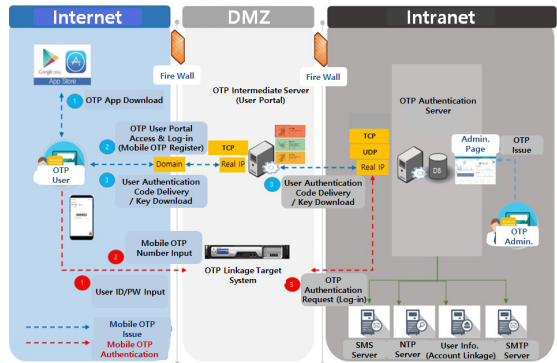 Internet
DMZ
Intranet
Google play
App Store
Fire Wall
Fire Wall
OTP Intermediate Server
(User Portal)
OTP Authentication
Server
1
OTP App Download
2
OTP User Portal
Access & Log-in
(Mobile OTP Register)
TCP
Domain
Real IP
TCP
UDP
Real IP
Admin.
Page
OTP
Issue
DB
OTP
User
3
User Authentication
Code Delivery
/ Key Download
3
User Authentication
Code Delivery
/ Key Download
OTP
Admin.
2
Mobile OTP
Number Input
OTP Linkage Target
System
1
User ID/PW Input
3
OTP
Authentication
Request (Log-in)
Mobile OTP
Issue
Mobile OTP
Authentication
SMS
Server
NTP
Server
User Info.
(Account Linkage)
SMTP
Server